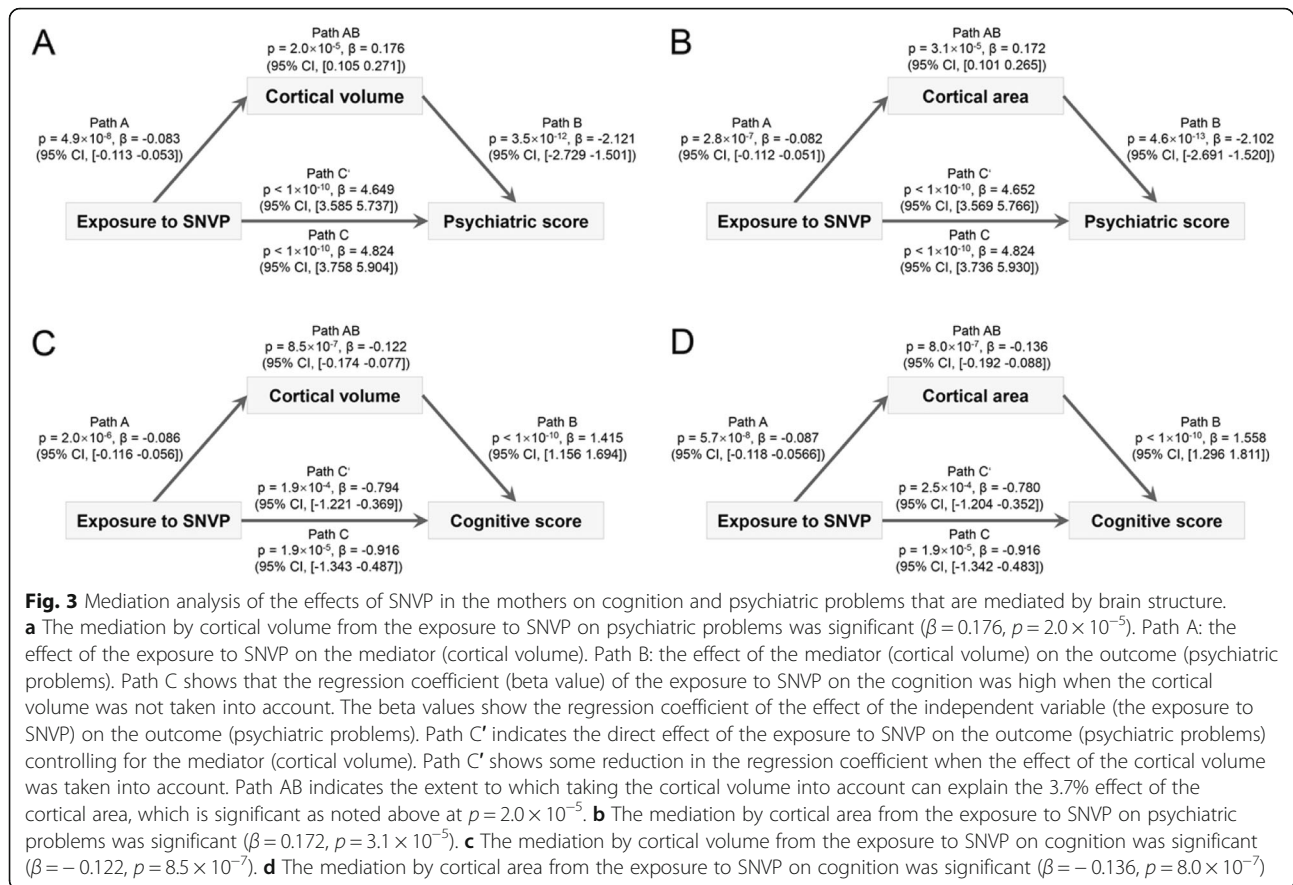 A
Path AB
p = 2.0×10⁻⁵, β = 0.176
(95% CI, [0.105 0.271])
Cortical volume
Path A
p = 4.9×10⁻⁸, β = -0.083
(95% CI, [-0.113 -0.053])
Path B
p = 3.5×10⁻¹², β = -2.121
(95% CI, [-2.729 -1.501])
Path C'
p < 1×10⁻¹⁰, β = 4.649
(95% CI, [3.585 5.737])
Exposure to SNVP
Psychiatric score
Path C
p < 1×10⁻¹⁰, β = 4.824
(95% CI, [3.758 5.904])
B
Path AB
p = 3.1×10⁻⁵, β = 0.172
(95% CI, [0.101 0.265])
Cortical area
Path A
p = 2.8×10⁻⁷, β = -0.082
(95% CI, [-0.112 -0.051])
Path B
p = 4.6×10⁻¹³, β = -2.102
(95% CI, [-2.691 -1.520])
Path C'
p < 1×10⁻¹⁰, β = 4.652
(95% CI, [3.569 5.766])
Exposure to SNVP
Psychiatric score
Path C
p < 1×10⁻¹⁰, β = 4.824
(95% CI, [3.736 5.930])
C
Path AB
p = 8.5×10⁻⁷, β = -0.122
(95% CI, [-0.174 -0.077])
Cortical volume
Path A
p = 2.0×10⁻⁶, β = -0.086
(95% CI, [-0.116 -0.056])
Path B
p < 1×10⁻¹⁰, β = 1.415
(95% CI, [1.156 1.694])
Path C'
p = 1.9×10⁻⁴, β = -0.794
(95% CI, [-1.221 -0.369])
Exposure to SNVP
Cognitive score
Path C
p = 1.9×10⁻⁵, β = -0.916
(95% CI, [-1.343 -0.487])
D
Path AB
p = 8.0×10⁻⁷, β = -0.136
(95% CI, [-0.192 -0.088])
Cortical area
Path A
p = 5.7×10⁻⁸, β = -0.087
(95% CI, [-0.118 -0.0566])
Path B
p < 1×10⁻¹⁰, β = 1.558
(95% CI, [1.296 1.811])
Path C'
p = 2.5×10⁻⁴, β = -0.780
(95% CI, [-1.204 -0.352])
Exposure to SNVP
Cognitive score
Path C
p = 1.9×10⁻⁵, β = -0.916
(95% CI, [-1.342 -0.483])
Fig. 3 Mediation analysis of the effects of SNVP in the mothers on cognition and psychiatric problems that are mediated by brain structure.
a The mediation by cortical volume from the exposure to SNVP on psychiatric problems was significant (β = 0.176, p = 2.0 × 10⁻⁵). Path A: the
effect of the exposure to SNVP on the mediator (cortical volume). Path B: the effect of the mediator (cortical volume) on the outcome (psychiatric
problems). Path C shows that the regression coefficient (beta value) of the exposure to SNVP on the cognition was high when the cortical
volume was not taken into account. The beta values show the regression coefficient of the effect of the independent variable (the exposure to
SNVP) on the outcome (psychiatric problems). Path C′ indicates the direct effect of the exposure to SNVP on the outcome (psychiatric problems)
controlling for the mediator (cortical volume). Path C′ shows some reduction in the regression coefficient when the effect of the cortical volume
was taken into account. Path AB indicates the extent to which taking the cortical volume into account can explain the 3.7% effect of the
cortical area, which is significant as noted above at p = 2.0 × 10⁻⁵. b The mediation by cortical area from the exposure to SNVP on psychiatric
problems was significant (β = 0.172, p = 3.1 × 10⁻⁵). c The mediation by cortical volume from the exposure to SNVP on cognition was significant
(β = − 0.122, p = 8.5 × 10⁻⁷). d The mediation by cortical area from the exposure to SNVP on cognition was significant (β = − 0.136, p = 8.0 × 10⁻⁷)